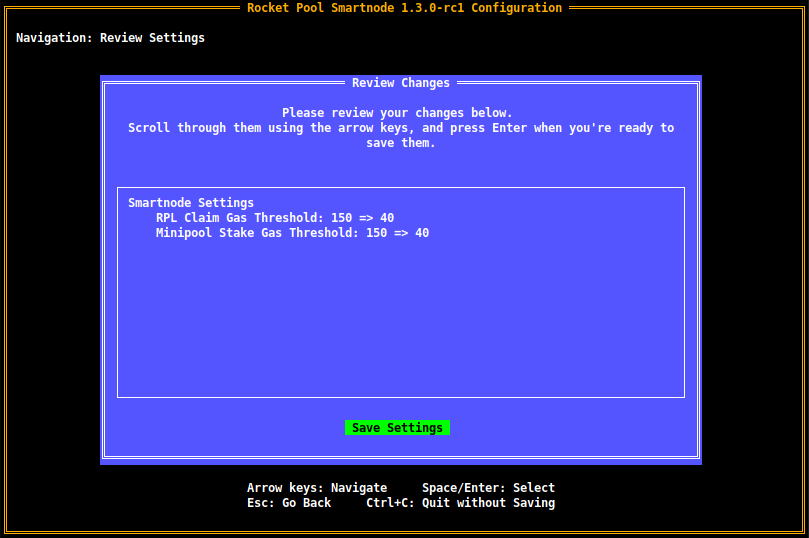 Rocket Pool Smartnode 1.3.0-rc1 Configuration
Navigation: Review Settings
Review Changes
Please review your changes below.
Scroll through them using the arrow keys, and press Enter when you're ready to
save them.
Smartnode Settings
RPL Claim Gas Threshold: 150 => 40
Minipool Stake Gas Threshold: 150 => 40
Save Settings
Arrow keys: Navigate     Space/Enter: Select
Esc: Go Back     Ctrl+C: Quit without Saving